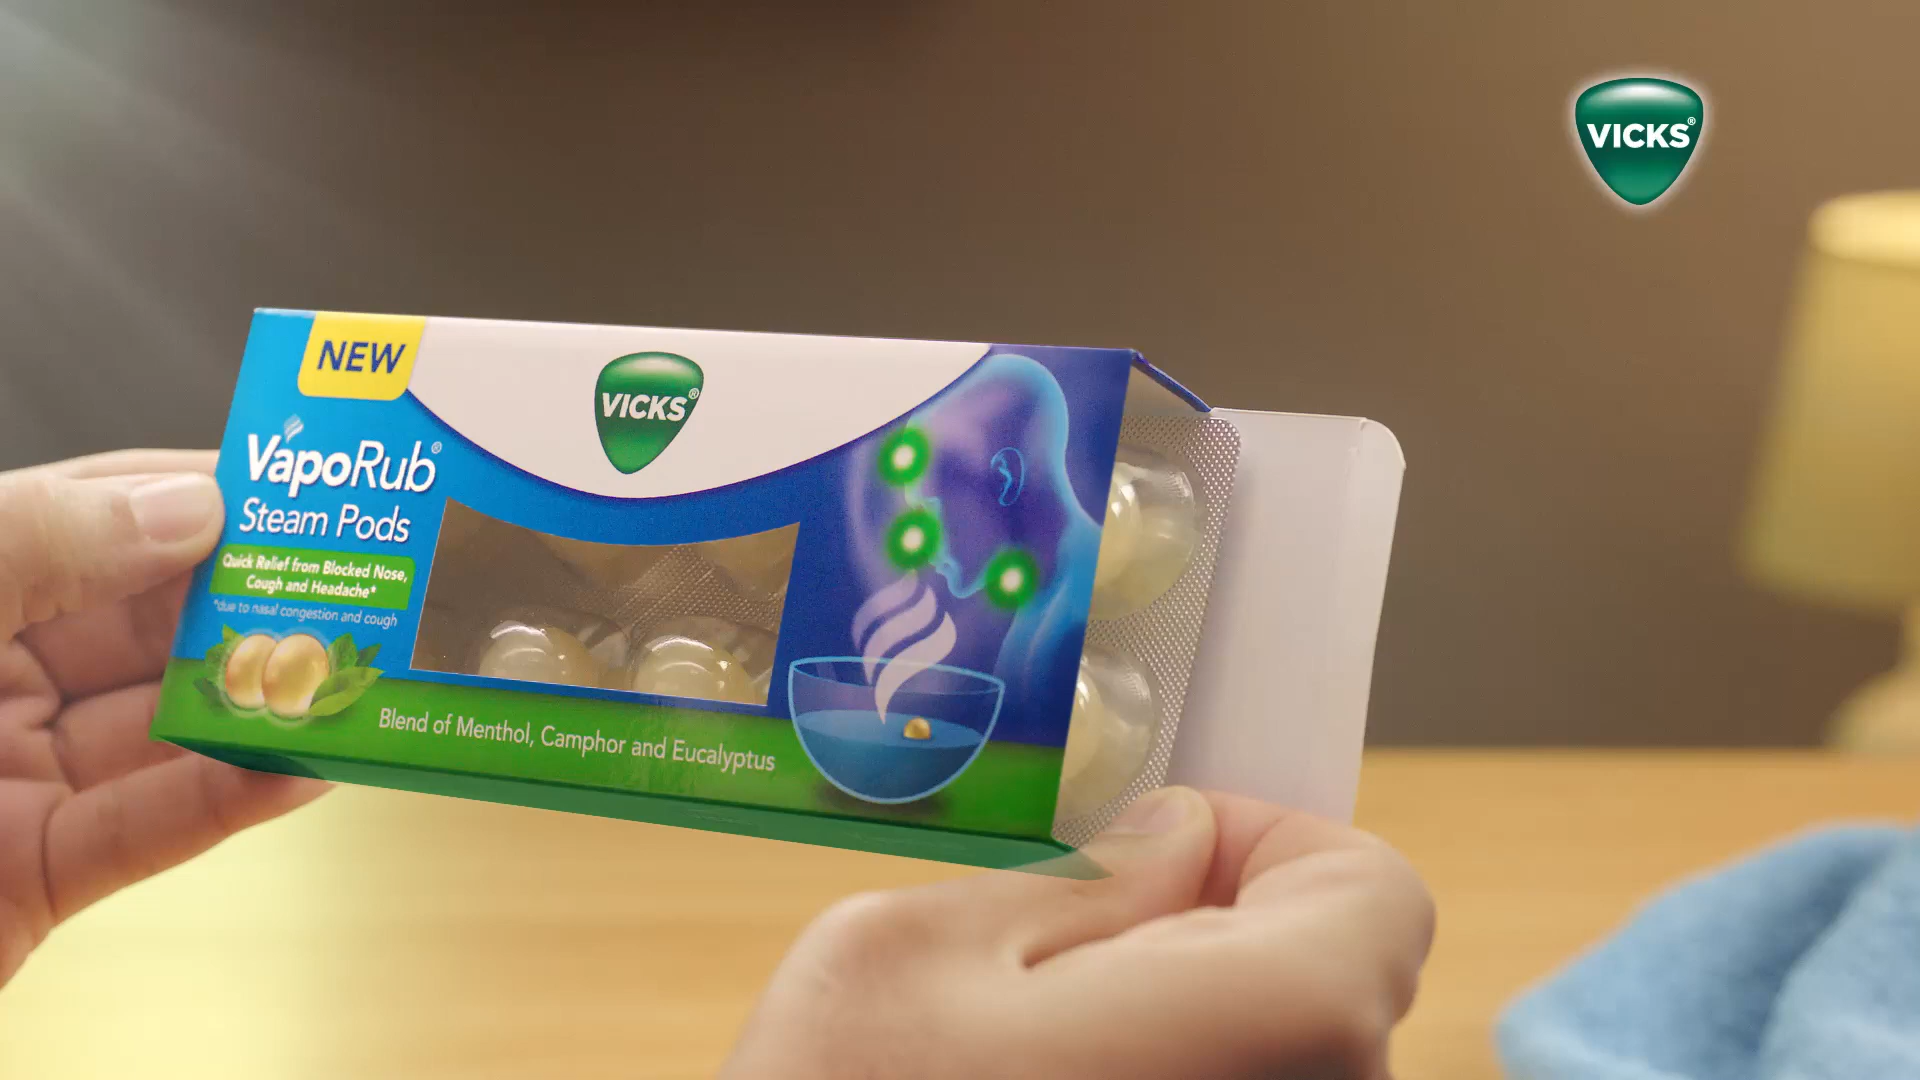 VICKS®
NEW
VICKS®
VapoRub®
Steam Pods
Quick Relief from Blocked Nose,
Cough and Headache*
*due to nasal congestion and cough
Blend of Menthol, Camphor and Eucalyptus